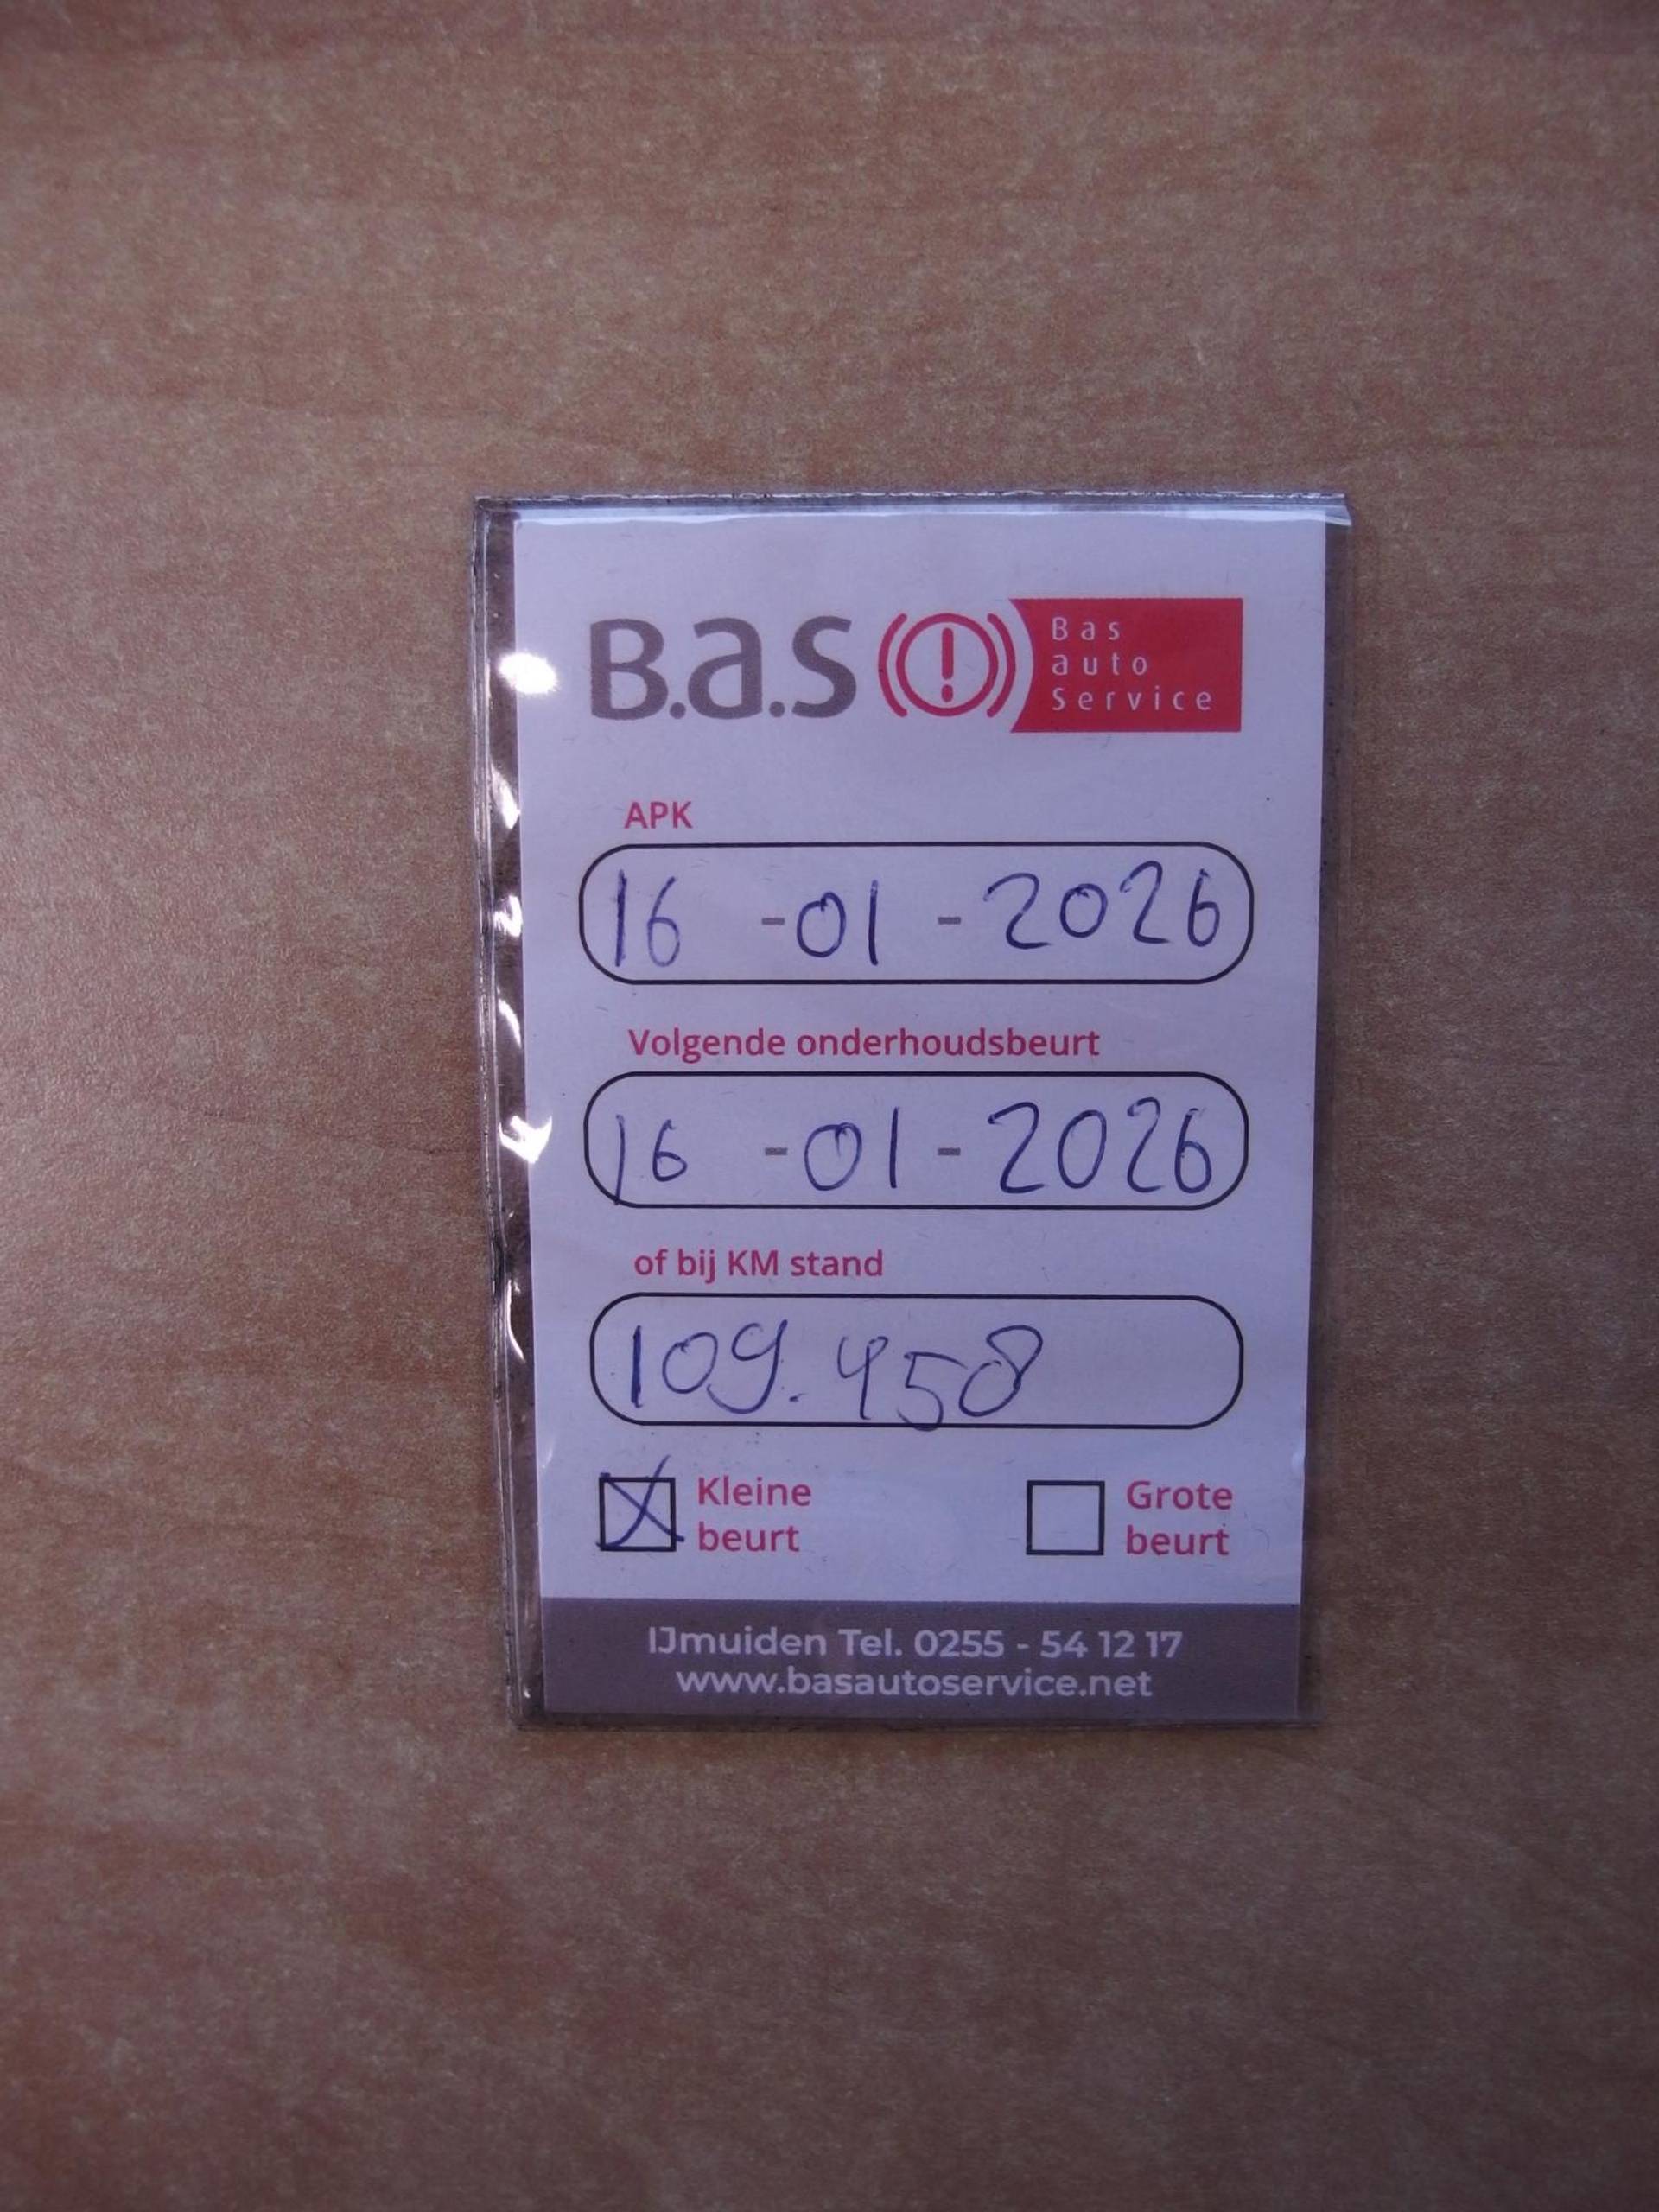 B.a.s
Bas
auto
Service
APK
16 - 01 - 2026
Volgende onderhoudsbeurt
16 - 01 - 2026
of bij KM stand
109.458
Kleine
beurt
Grote
beurt
IJmuiden Tel. 0255 - 54 12 17
www.basautoservice.net